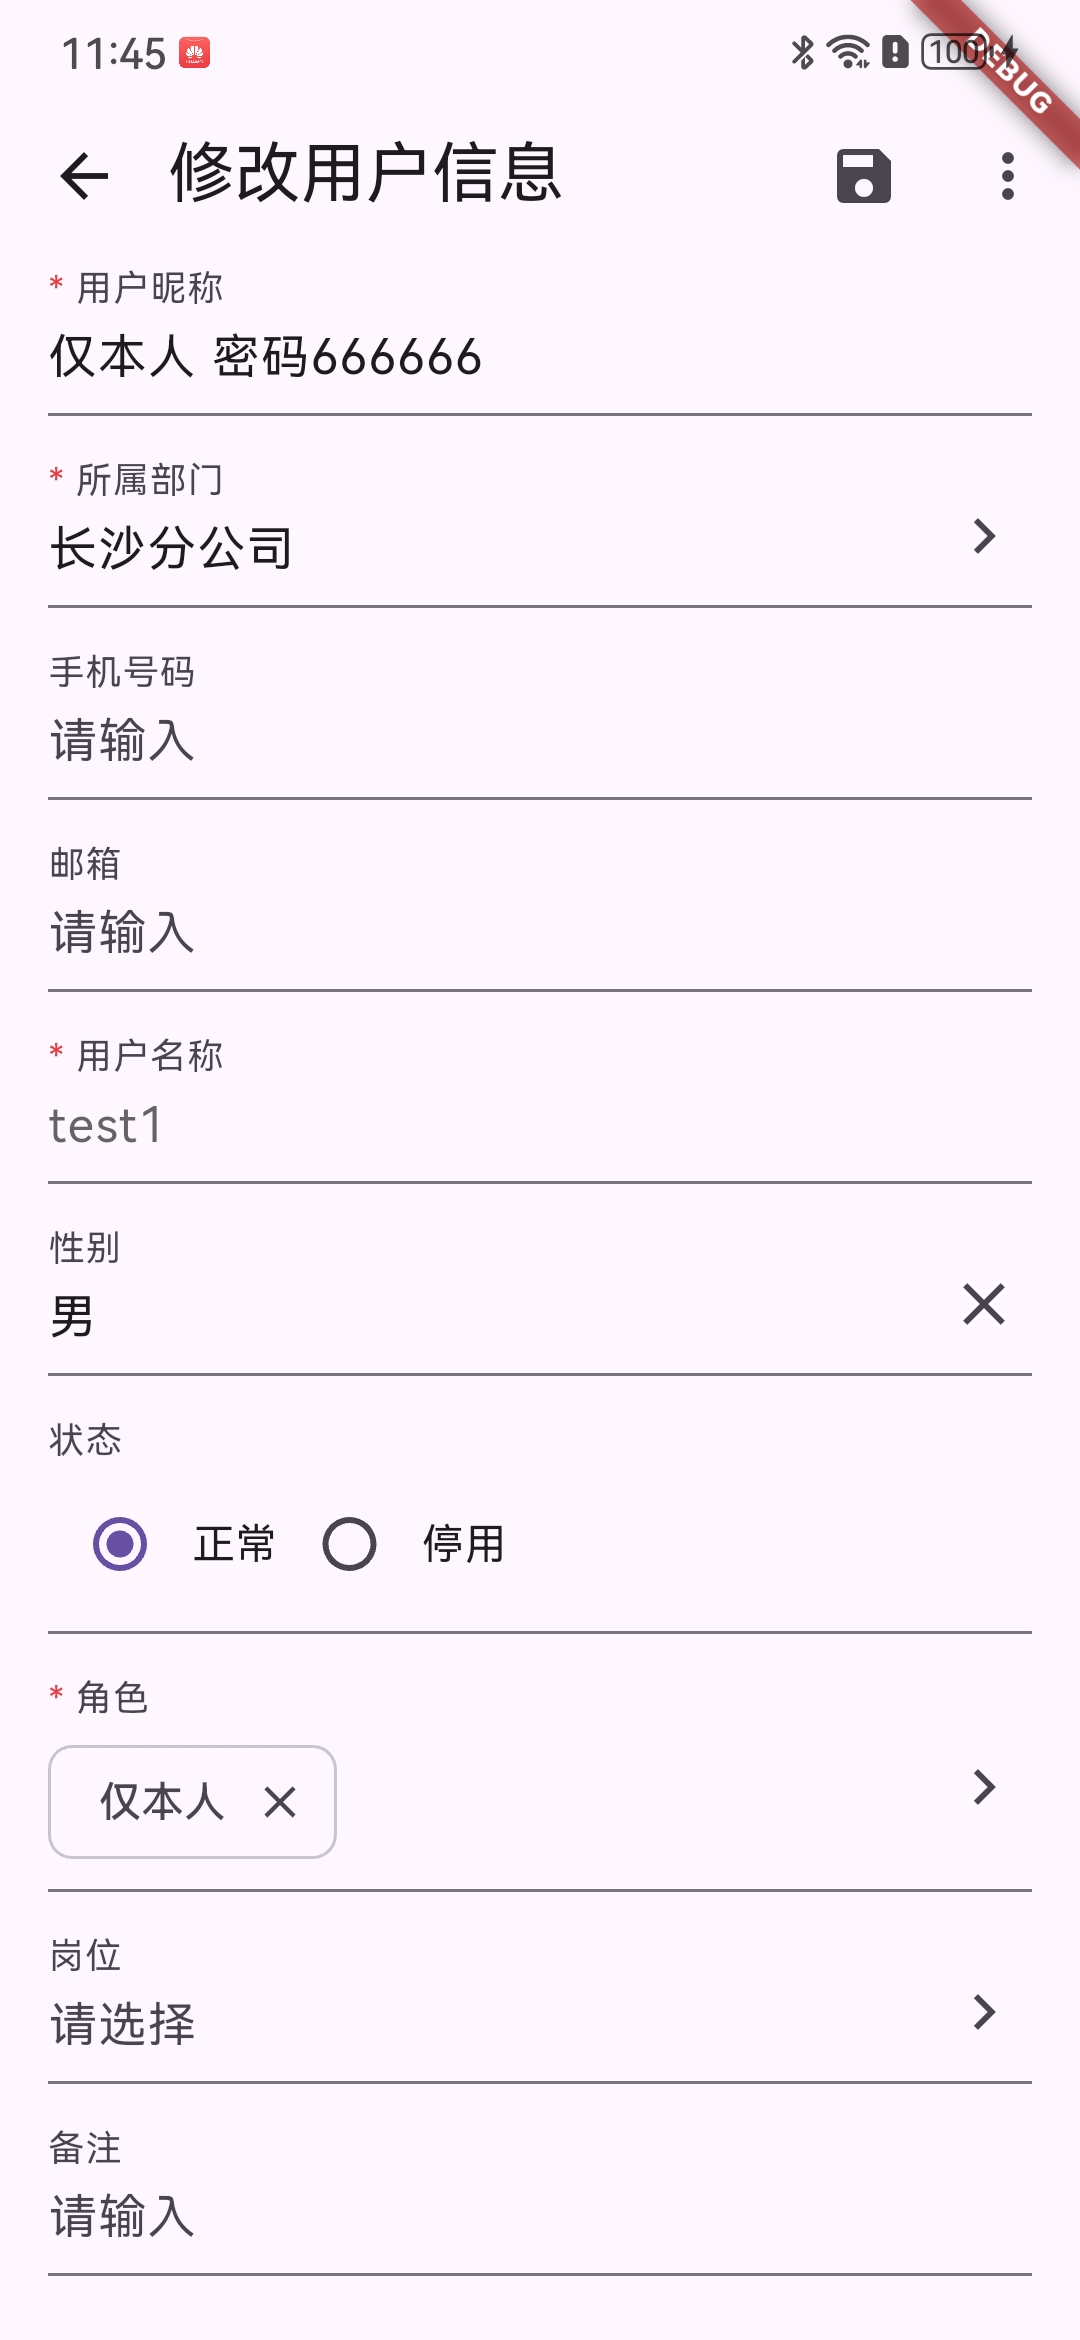 11:45
100
DEBUG
修改用户信息
* 用户昵称
仅本人 密码666666
* 所属部门
长沙分公司
手机号码
请输入
邮箱
请输入
* 用户名称
test1
性别
男
状态
正常 停用
* 角色
仅本人
岗位
请选择
备注
请输入